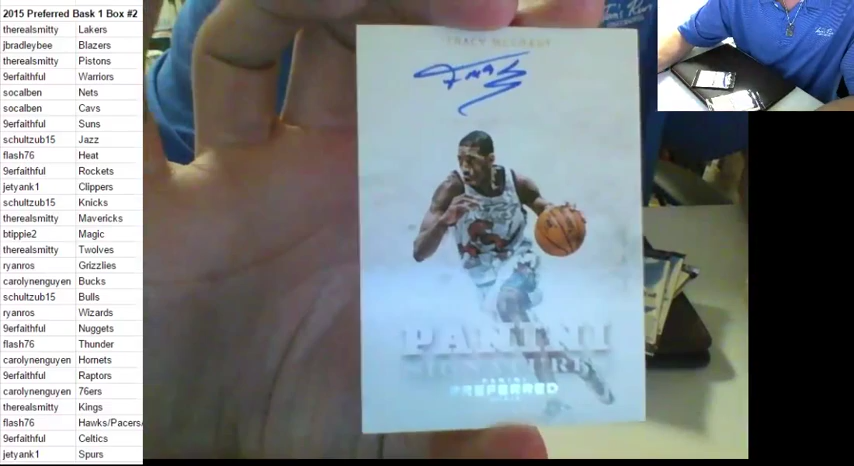 2015 Preferred Bask 1 Box #2
therealsmitty Lakers
jbradleybee Blazers
therealsmitty Pistons
9erfaithful Warriors
socalben Nets
socalben Cavs
9erfaithful Suns
schultzub15 Jazz
flash76 Heat
9erfaithful Rockets
jetyank1 Clippers
schultzub15 Knicks
therealsmitty Mavericks
btippie2 Magic
therealsmitty Twolves
ryanros Grizzlies
carolynenguyen Bucks
schultzub15 Bulls
ryanros Wizards
9erfaithful Nuggets
flash76 Thunder
carolynenguyen Hornets
9erfaithful Raptors
carolynenguyen 76ers
therealsmitty Kings
flash76 Hawks/Pacers/
9erfaithful Celtics
jetyank1 Spurs
TRACY MCGRADY
PANINI
SIGNATURES
PANINI
PREFERRED